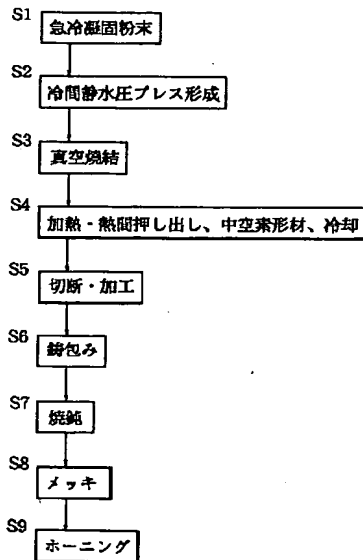 S1
急冷凝固粉末
S2
冷間静水圧プレス形成
S3
真空焼結
S4
加熱・熱間押し出し、中空素形材、冷却
S5
切断・加工
S6
鋳包み
S7
焼鈍
S8
メッキ
S9
ホーニング